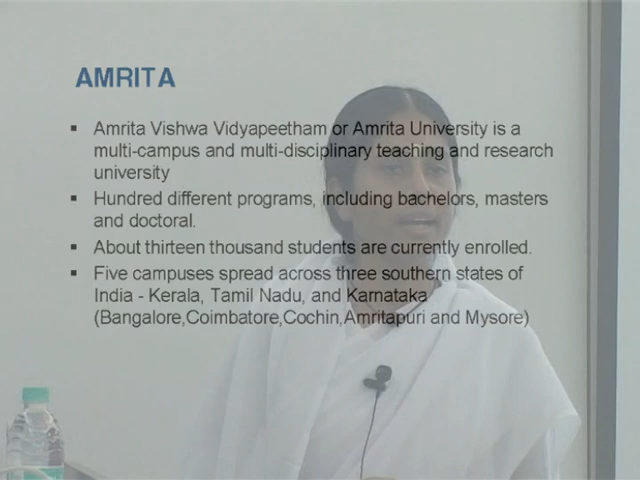 AMRITA
▪ Amrita Vishwa Vidyapeetham or Amrita University is a
multi-campus and multi-disciplinary teaching and research
university
▪ Hundred different programs, including bachelors, masters
and doctoral.
▪ About thirteen thousand students are currently enrolled.
▪ Five campuses spread across three southern states of
India - Kerala, Tamil Nadu, and Karnataka
(Bangalore,Coimbatore,Cochin,Amritapuri and Mysore)